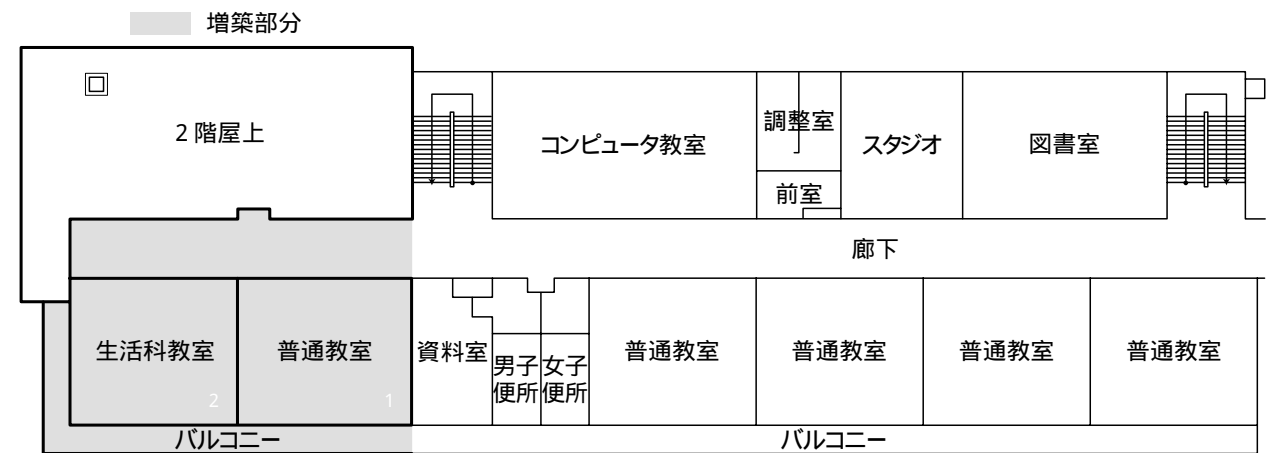 増築部分
2階屋上
コンピュータ教室
調整室
前室
スタジオ
図書室
廊下
生活科教室
2
普通教室
1
資料室
男子
便所
女子
便所
普通教室
普通教室
普通教室
普通教室
バルコニー
バルコニー